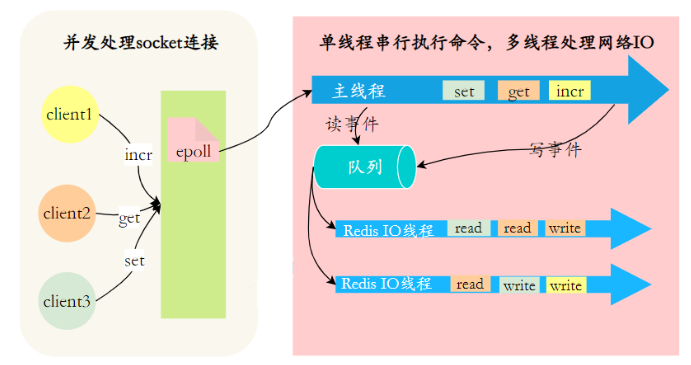 并发处理socket连接
单线程串行执行命令，多线程处理网络IO
client1
client2
client3
incr
get
set
epoll
主线程
set
get
incr
读事件
写事件
队列
Redis IO线程
read
read
write
Redis IO线程
read
write
write